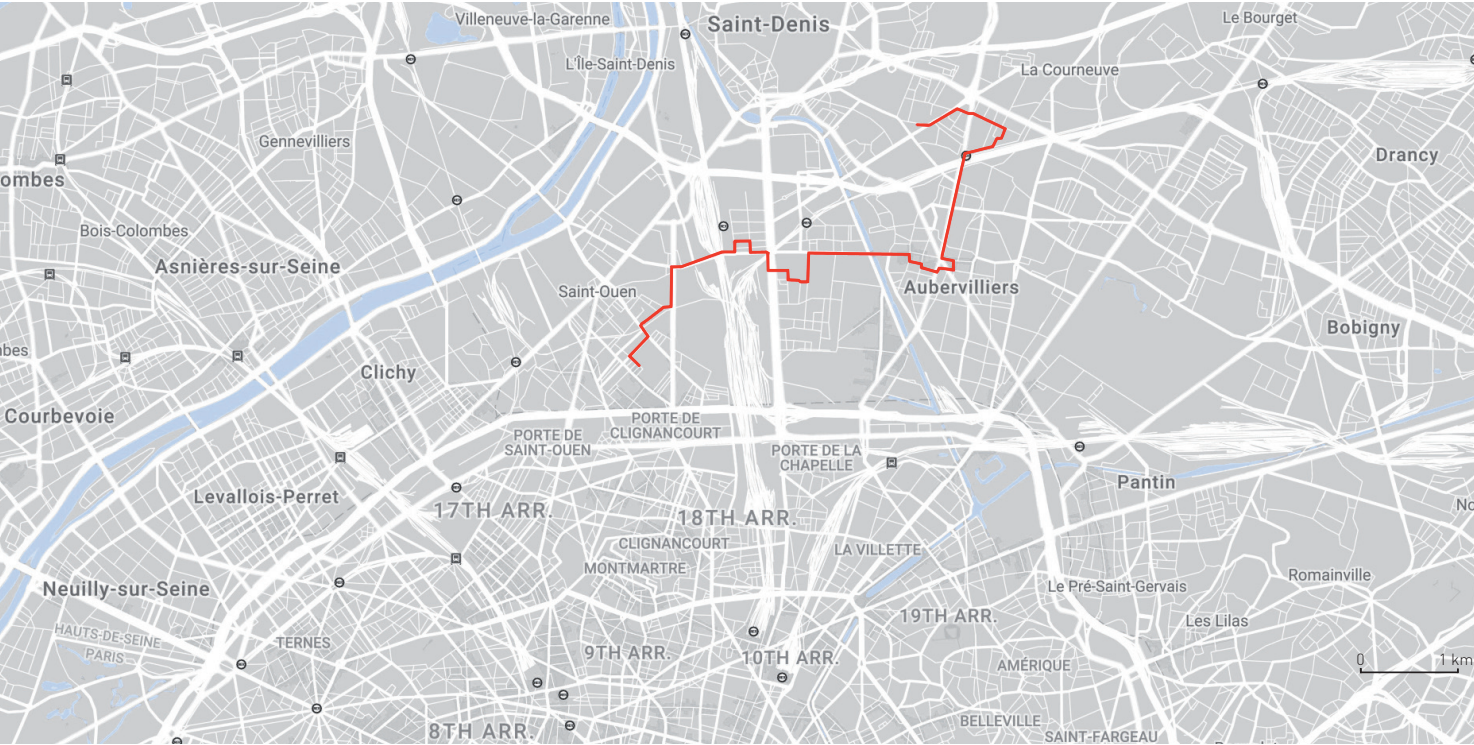 Villeneuve-la-Garenne
Saint-Denis
Le Bourget
L'Île-Saint-Denis
La Courneuve
Gennevilliers
Drancy
ombes
Bois-Colombes
Asnières-sur-Seine
Saint-Ouen
Aubervilliers
Bobigny
bes
Clichy
Courbevoie
PORTE DE
SAINT-OUEN
PORTE DE
CLIGNANCOURT
PORTE DE LA
CHAPELLE
Levallois-Perret
17TH ARR.
18TH ARR.
Pantin
No
CLIGNANCOURT
MONTMARTRE
LA VILLETTE
Neuilly-sur-Seine
Le Pré-Saint-Gervais
Romainville
19TH ARR.
Les Lilas
HAUTS-DE-SEINE
PARIS
TERNES
9TH ARR.
10TH ARR.
AMÉRIQUE
0 1 km
8TH ARR.
BELLEVILLE
SAINT-FARGEAU